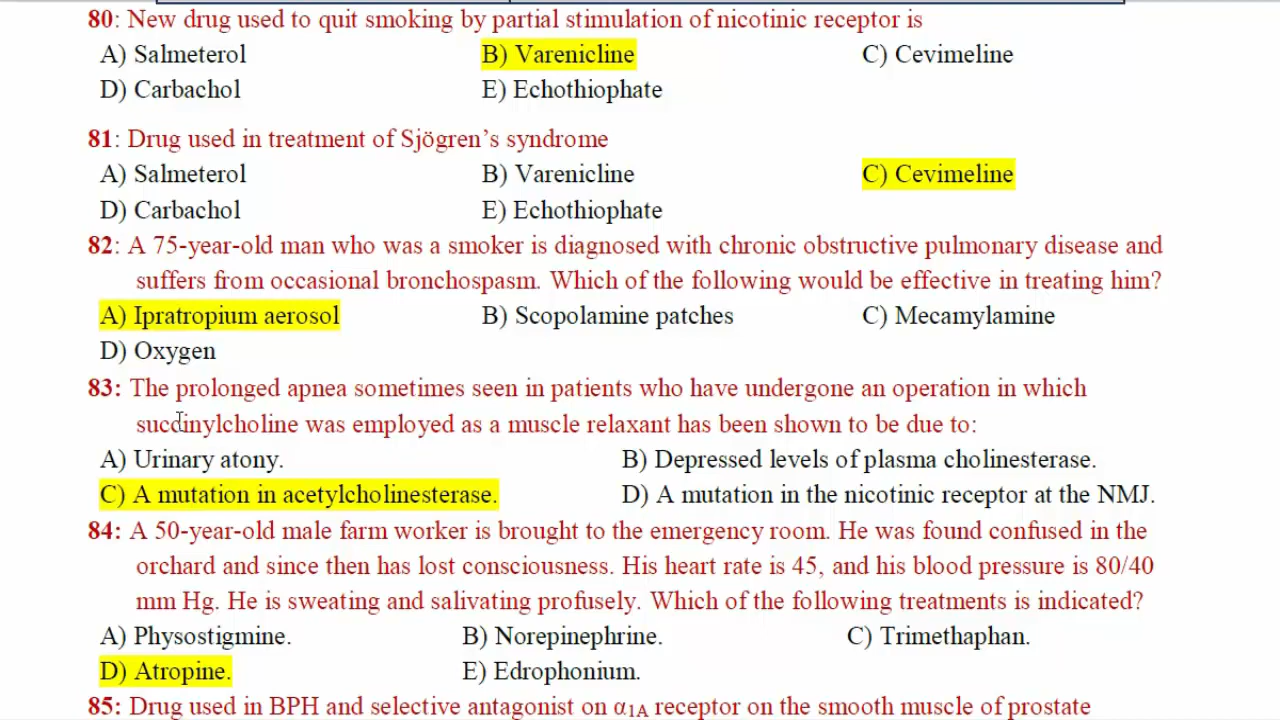 80: New drug used to quit smoking by partial stimulation of nicotinic receptor is
A) Salmeterol B) Varenicline C) Cevimeline
D) Carbachol E) Echothiophate
81: Drug used in treatment of Sjögren’s syndrome
A) Salmeterol B) Varenicline C) Cevimeline
D) Carbachol E) Echothiophate
82: A 75-year-old man who was a smoker is diagnosed with chronic obstructive pulmonary disease and
suffers from occasional bronchospasm. Which of the following would be effective in treating him?
A) Ipratropium aerosol B) Scopolamine patches C) Mecamylamine
D) Oxygen
83: The prolonged apnea sometimes seen in patients who have undergone an operation in which
succinylcholine was employed as a muscle relaxant has been shown to be due to:
A) Urinary atony. B) Depressed levels of plasma cholinesterase.
C) A mutation in acetylcholinesterase. D) A mutation in the nicotinic receptor at the NMJ.
84: A 50-year-old male farm worker is brought to the emergency room. He was found confused in the
orchard and since then has lost consciousness. His heart rate is 45, and his blood pressure is 80/40
mm Hg. He is sweating and salivating profusely. Which of the following treatments is indicated?
A) Physostigmine. B) Norepinephrine. C) Trimethaphan.
D) Atropine. E) Edrophonium.
85: Drug used in BPH and selective antagonist on α₁A receptor on the smooth muscle of prostate